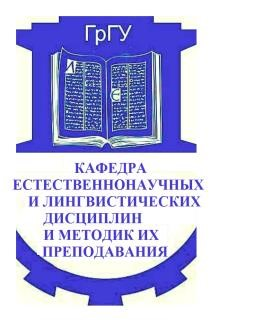 ГрГУ
КАФЕДРА
ЕСТЕСТВЕННОНАУЧНЫХ
И ЛИНГВИСТИЧЕСКИХ
ДИСЦИПЛИН
И МЕТОДИК ИХ
ПРЕПОДАВАНИЯ